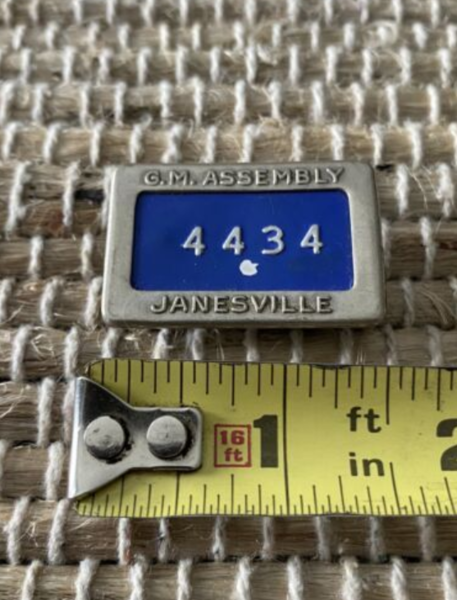 G.M. ASSEMBLY
4434
JANESVILLE
16 ft 1 ft 2
in